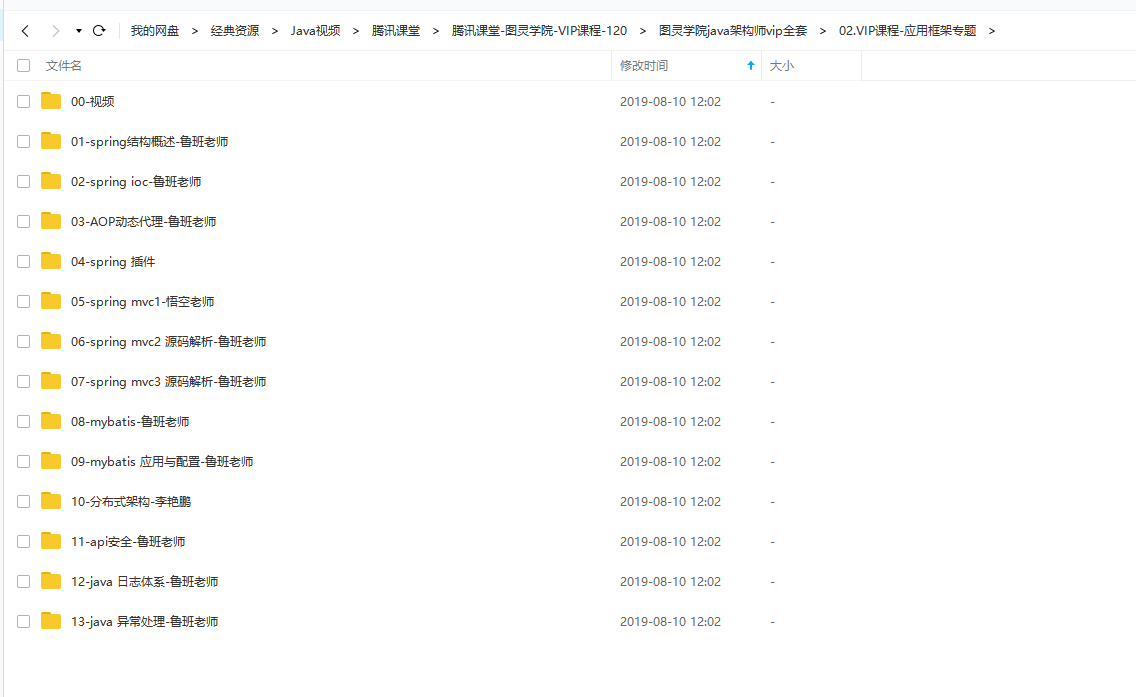 我的网盘 > 经典资源 > Java视频 > 腾讯课堂 > 腾讯课堂-图灵学院-VIP课程-120 > 图灵学院java架构师vip全套 > 02.VIP课程-应用框架专题 >
文件名 修改时间 大小
00-视频 2019-08-10 12:02 -
01-spring结构概述-鲁班老师 2019-08-10 12:02 -
02-spring ioc-鲁班老师 2019-08-10 12:02 -
03-AOP动态代理-鲁班老师 2019-08-10 12:02 -
04-spring 插件 2019-08-10 12:02 -
05-spring mvc1-悟空老师 2019-08-10 12:02 -
06-spring mvc2 源码解析-鲁班老师 2019-08-10 12:02 -
07-spring mvc3 源码解析-鲁班老师 2019-08-10 12:02 -
08-mybatis-鲁班老师 2019-08-10 12:02 -
09-mybatis 应用与配置-鲁班老师 2019-08-10 12:02 -
10-分布式架构-李艳鹏 2019-08-10 12:02 -
11-api安全-鲁班老师 2019-08-10 12:02 -
12-java 日志体系-鲁班老师 2019-08-10 12:02 -
13-java 异常处理-鲁班老师 2019-08-10 12:02 -